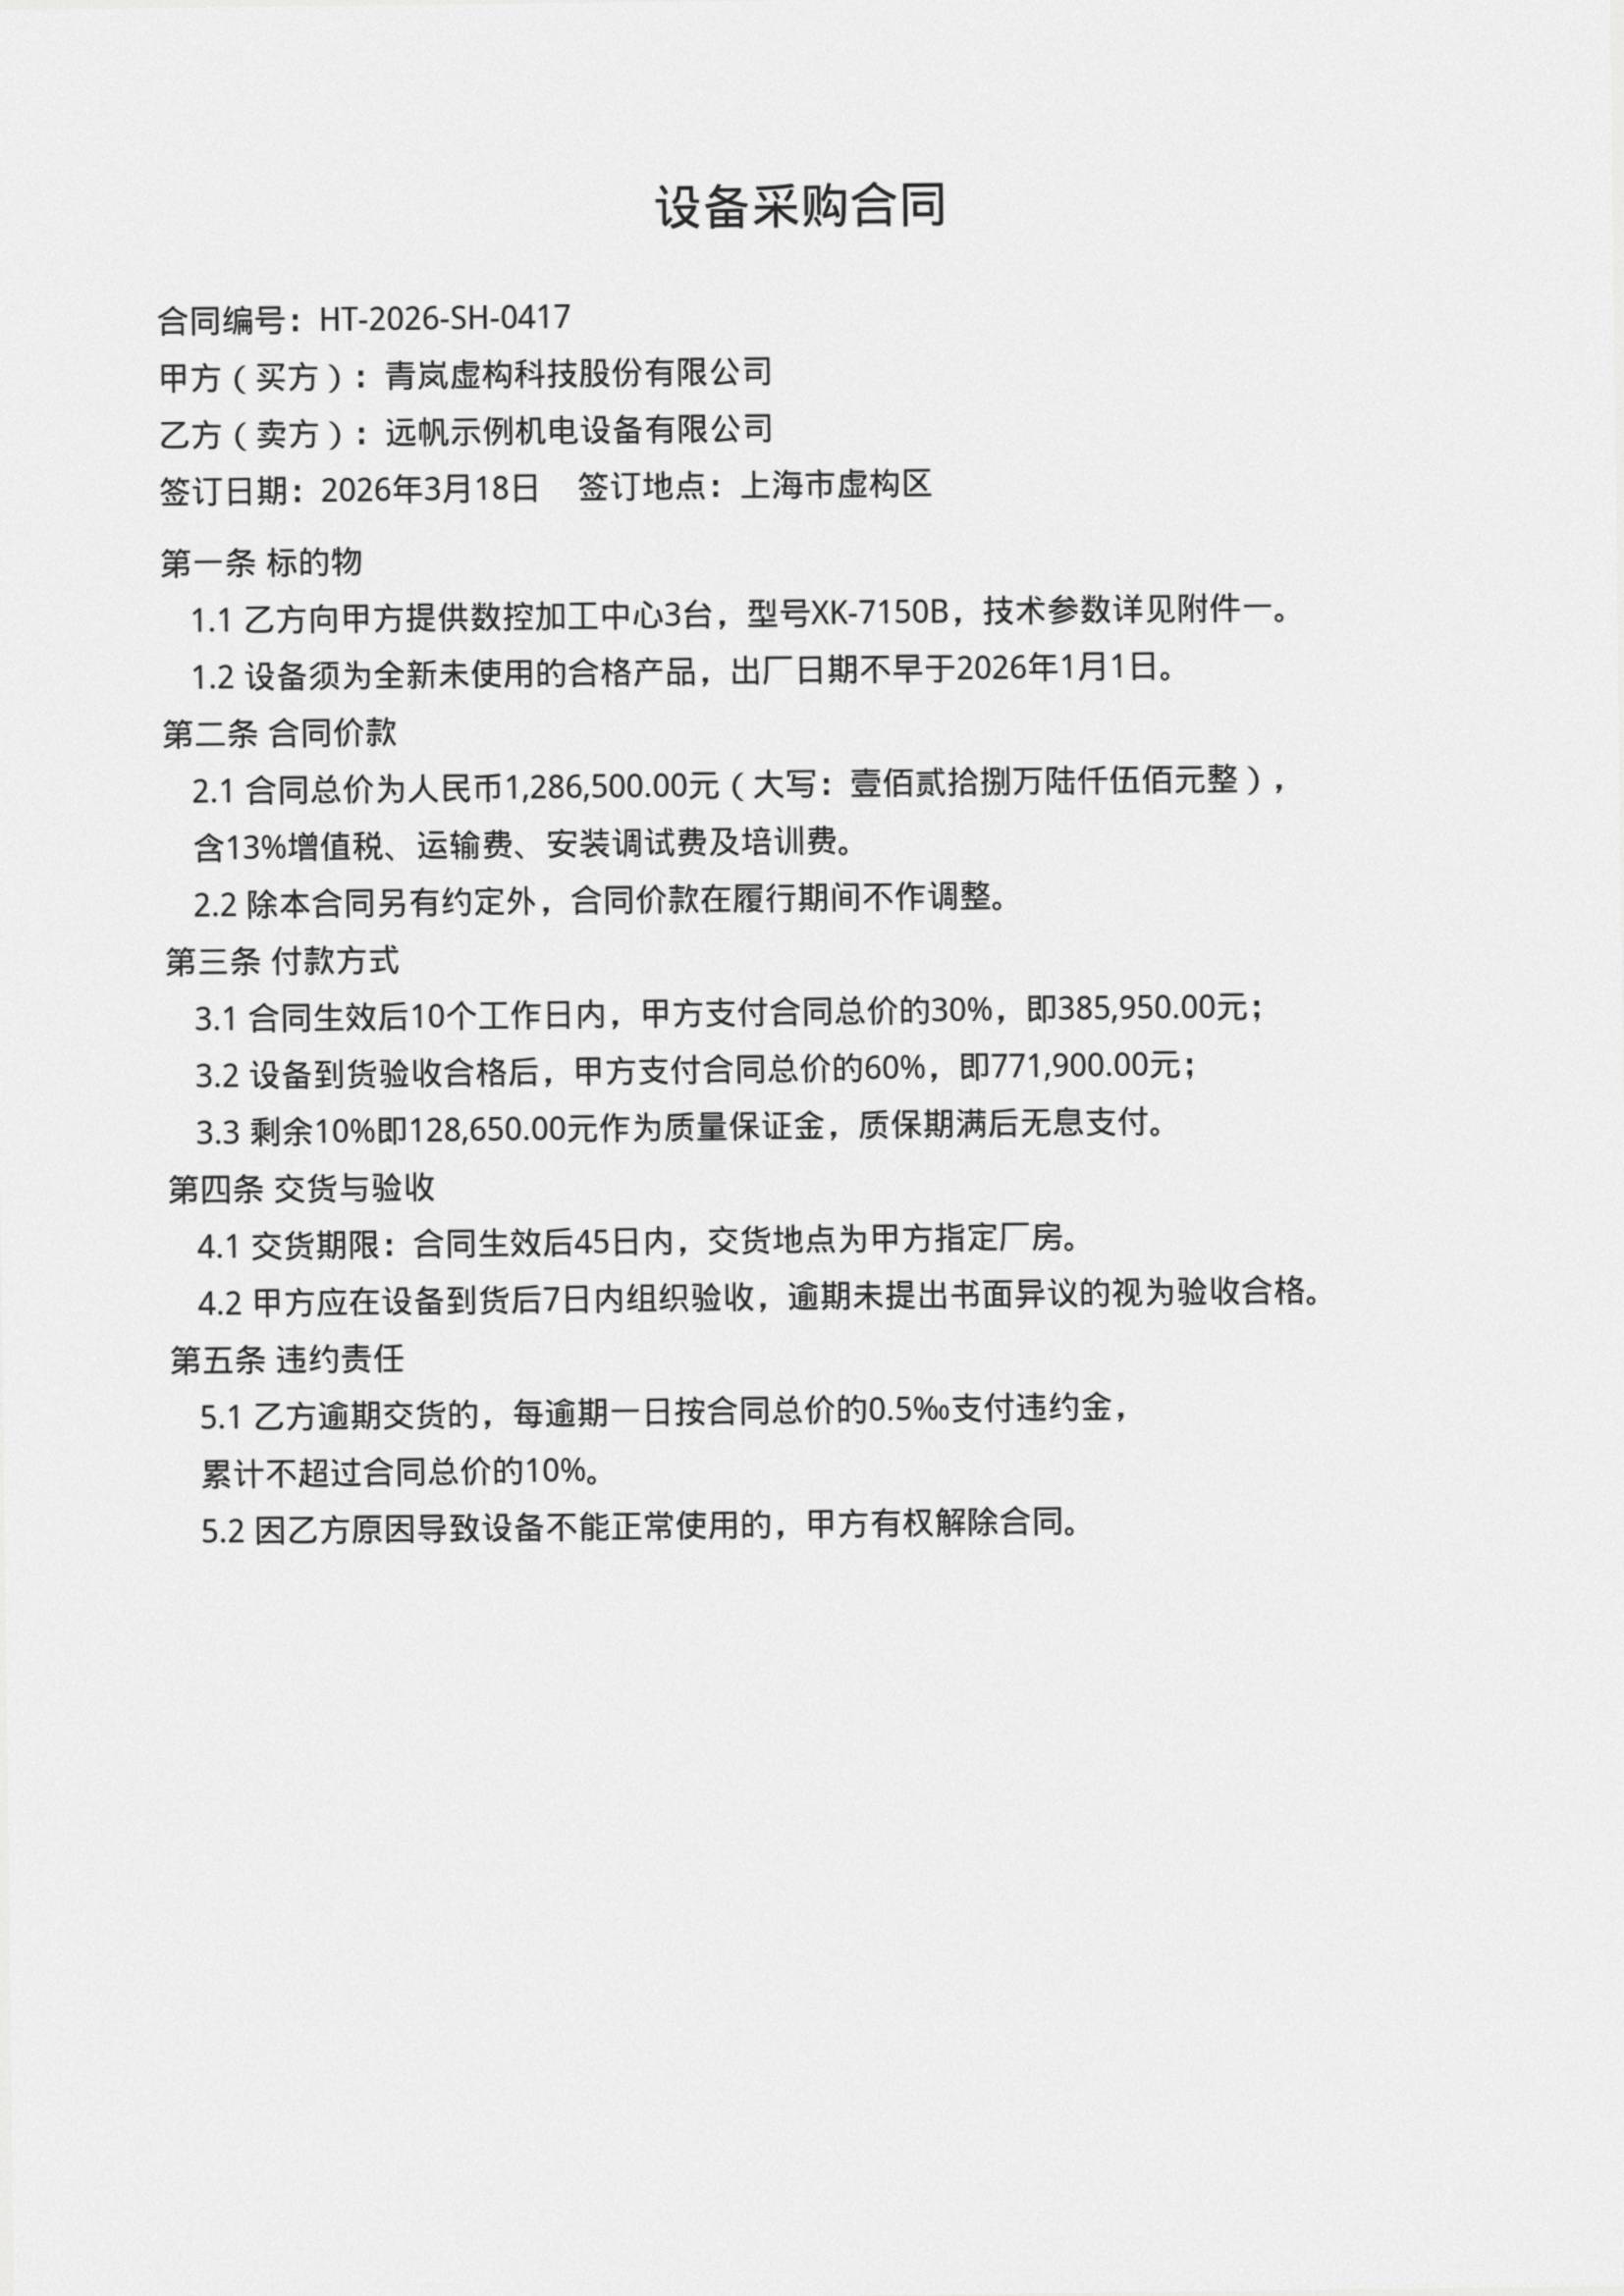 设备采购合同
合同编号：HT-2026-SH-0417
甲方（买方）：青岚虚构科技股份有限公司
乙方（卖方）：远帆示例机电设备有限公司
签订日期：2026年3月18日 签订地点：上海市虚构区
第一条 标的物
1.1 乙方向甲方提供数控加工中心3台，型号XK-7150B，技术参数详见附件一。
1.2 设备须为全新未使用的合格产品，出厂日期不早于2026年1月1日。
第二条 合同价款
2.1 合同总价为人民币1,286,500.00元（大写：壹佰贰拾捌万陆仟伍佰元整），
含13%增值税、运输费、安装调试费及培训费。
2.2 除本合同另有约定外，合同价款在履行期间不作调整。
第三条 付款方式
3.1 合同生效后10个工作日内，甲方支付合同总价的30%，即385,950.00元；
3.2 设备到货验收合格后，甲方支付合同总价的60%，即771,900.00元；
3.3 剩余10%即128,650.00元作为质量保证金，质保期满后无息支付。
第四条 交货与验收
4.1 交货期限：合同生效后45日内，交货地点为甲方指定厂房。
4.2 甲方应在设备到货后7日内组织验收，逾期未提出书面异议的视为验收合格。
第五条 违约责任
5.1 乙方逾期交货的，每逾期一日按合同总价的0.5‰支付违约金，
累计不超过合同总价的10%。
5.2 因乙方原因导致设备不能正常使用的，甲方有权解除合同。